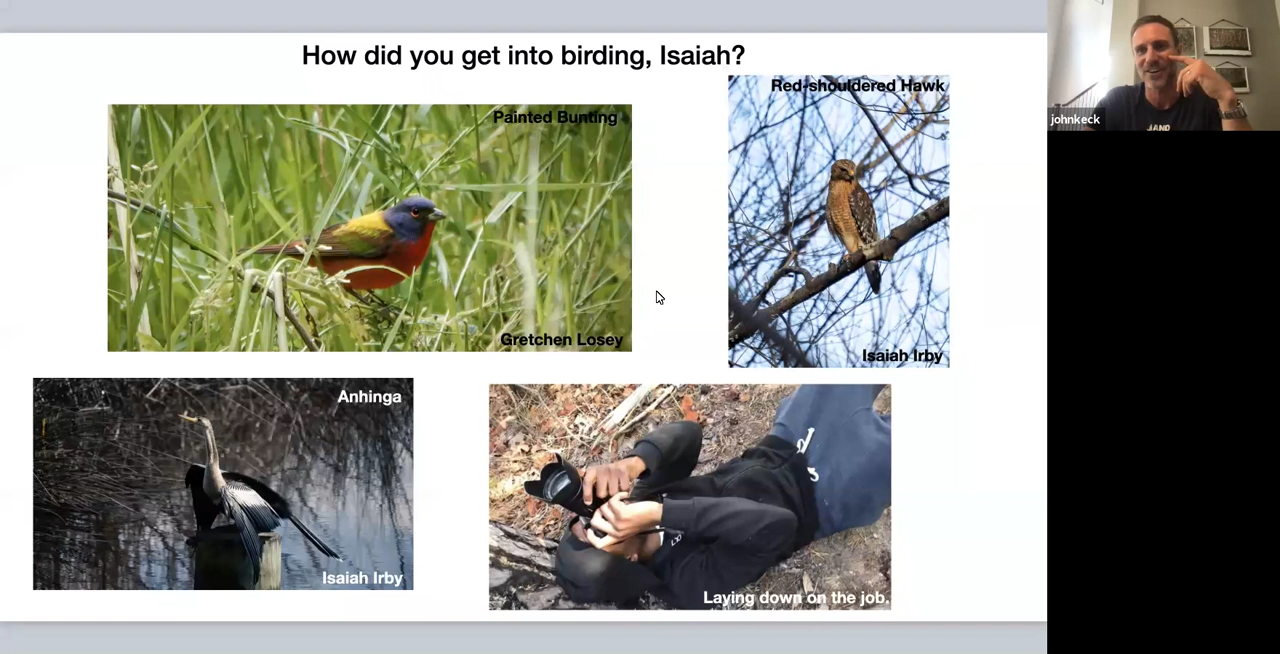 How did you get into birding, Isaiah?
Painted Bunting
Gretchen Losey
Red-shouldered Hawk
Isaiah Irby
johnkeck
Anhinga
Isaiah Irby
Laying down on the job.